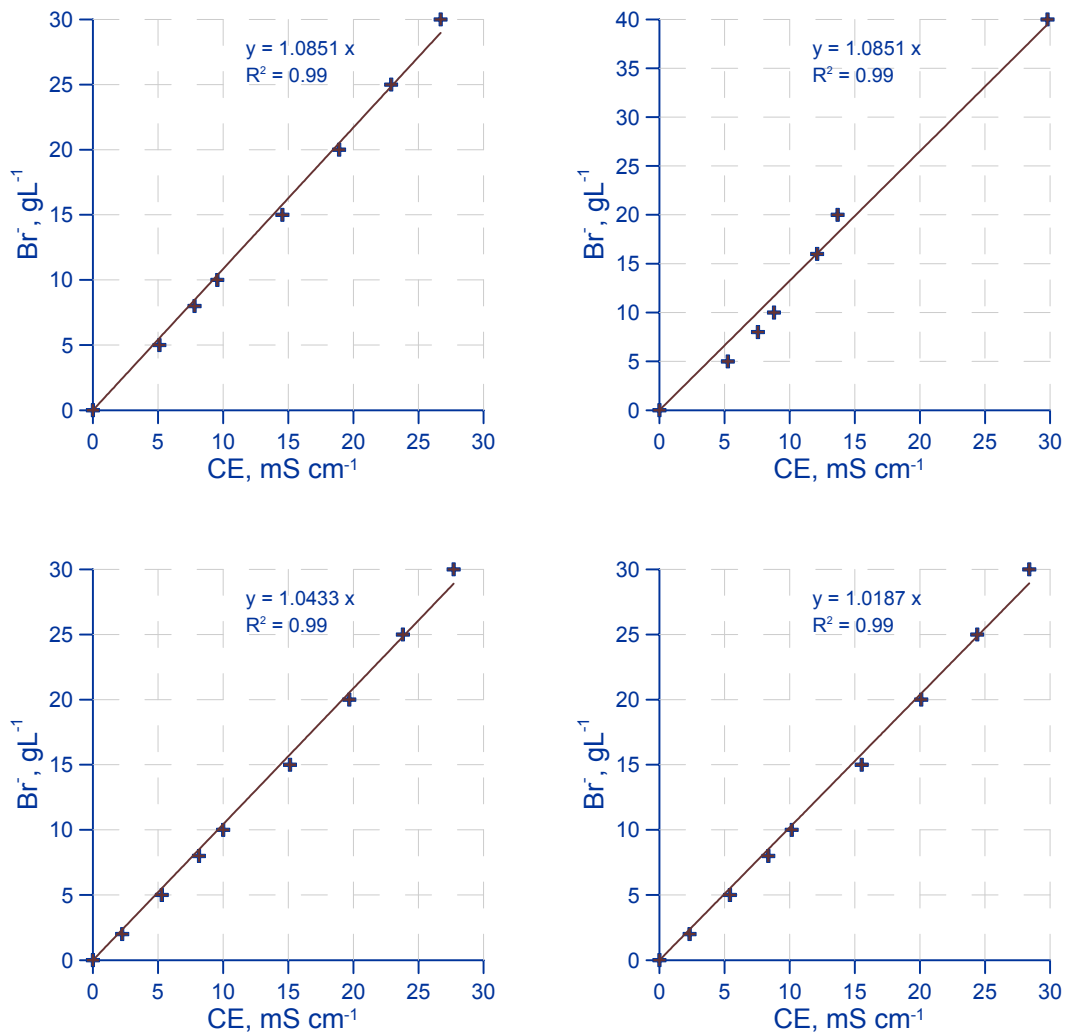 30
25
20
15
10
5
0
Br⁻, gL⁻¹
y = 1.0851 x
R² = 0.99
0 5 10 15 20 25 30
CE, mS cm⁻¹
40
35
30
25
20
15
10
5
0
Br⁻, gL⁻¹
y = 1.0851 x
R² = 0.99
0 5 10 15 20 25 30
CE, mS cm⁻¹
30
25
20
15
10
5
0
Br⁻, gL⁻¹
y = 1.0433 x
R² = 0.99
0 5 10 15 20 25 30
CE, mS cm⁻¹
30
25
20
15
10
5
0
Br⁻, gL⁻¹
y = 1.0187 x
R² = 0.99
0 5 10 15 20 25 30
CE, mS cm⁻¹